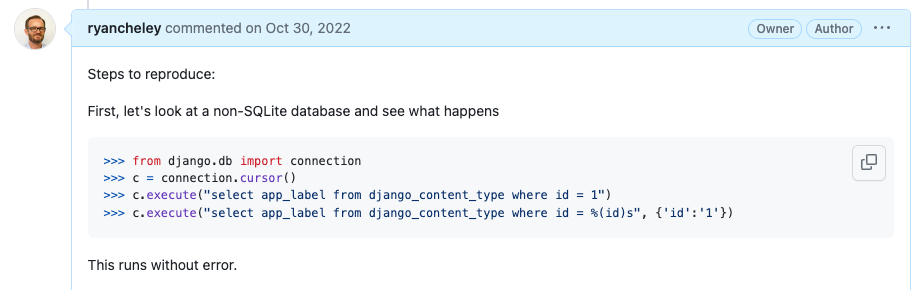 ryancheley commented on Oct 30, 2022 Owner Author ...
Steps to reproduce:
First, let's look at a non-SQLite database and see what happens
>>> from django.db import connection
>>> c = connection.cursor()
>>> c.execute("select app_label from django_content_type where id = 1")
>>> c.execute("select app_label from django_content_type where id = %(id)s", {'id':'1'})
This runs without error.